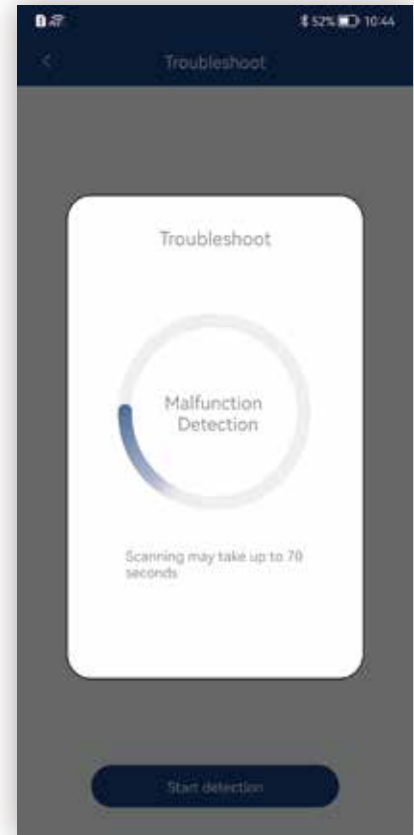 52% 10:44
Troubleshoot
Troubleshoot
Malfunction
Detection
Scanning may take up to 70
seconds
Start detection